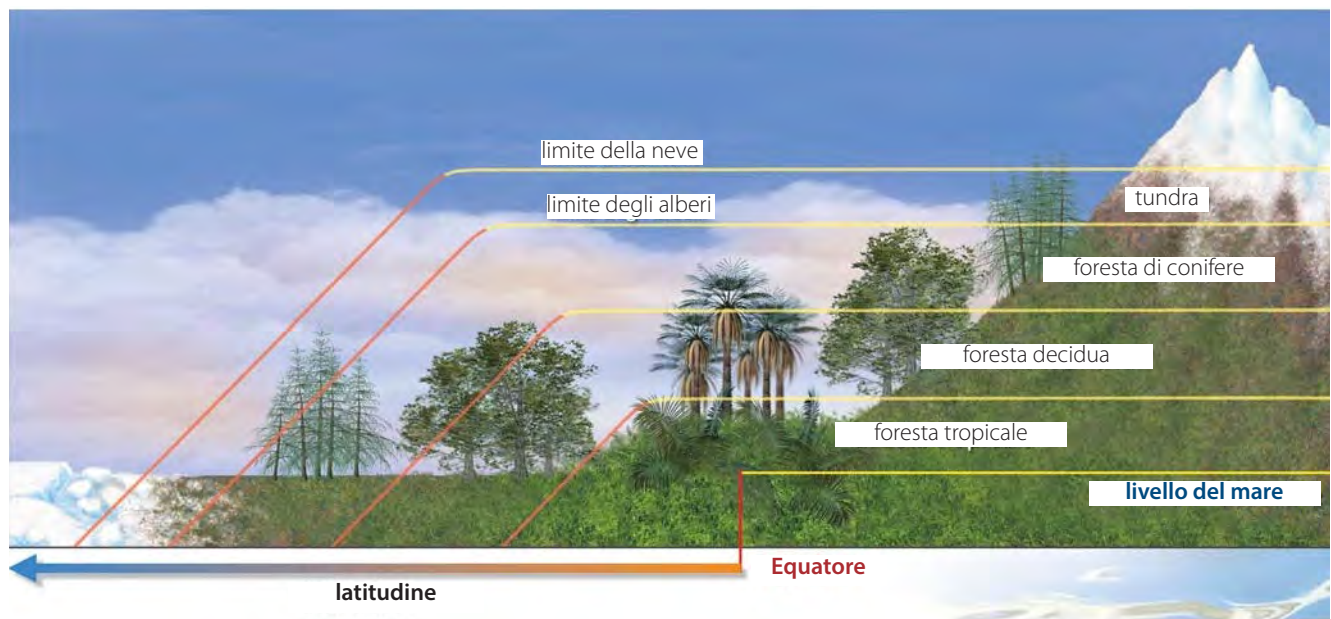 limite della neve
limite degli alberi
tundra
foresta di conifere
foresta decidua
foresta tropicale
livello del mare
Equatore
latitudine